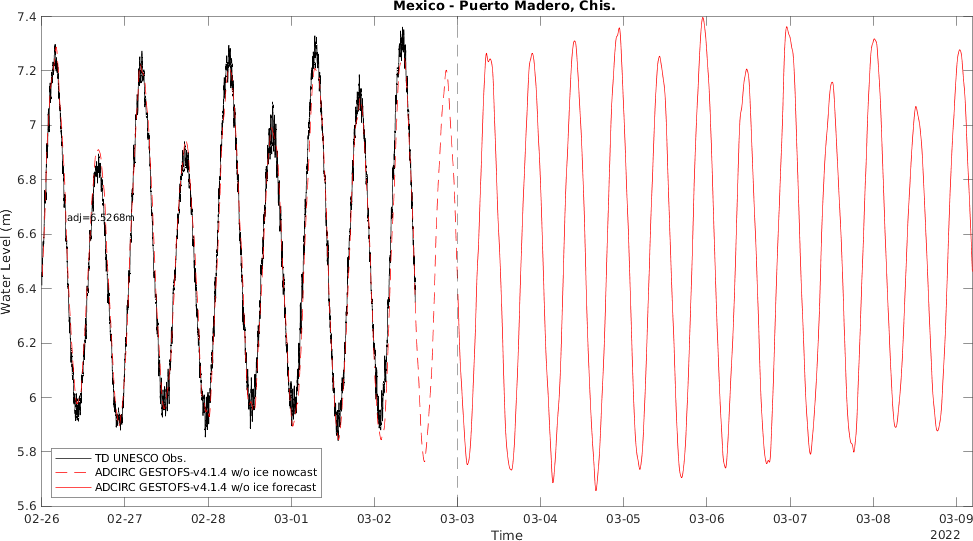 Mexico - Puerto Madero, Chis.
7.4
7.2
7
6.8
6.6
6.4
6.2
6
5.8
5.6
Water Level (m)
adj=6.5268m
TD UNESCO Obs.
ADCIRC GESTOFS-v4.1.4 w/o ice nowcast
ADCIRC GESTOFS-v4.1.4 w/o ice forecast
02-26 02-27 02-28 03-01 03-02 03-03 03-04 03-05 03-06 03-07 03-08 03-09
Time 2022